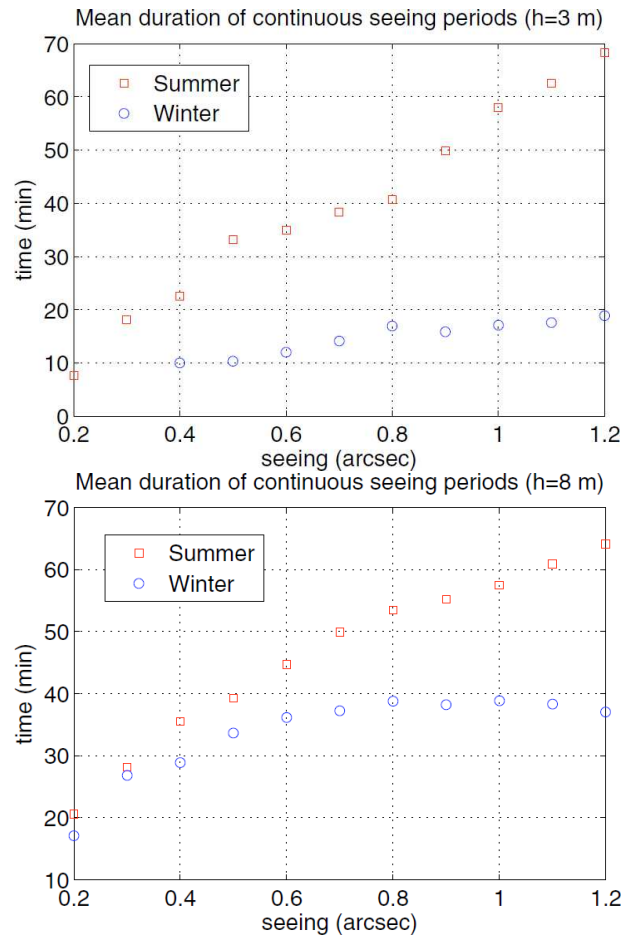 Mean duration of continuous seeing periods (h=3 m)
70
60
50
40
30
20
10
0
time (min)
Summer
Winter
0.2 0.4 0.6 0.8 1 1.2
seeing (arcsec)
Mean duration of continuous seeing periods (h=8 m)
70
60
50
40
30
20
10
time (min)
Summer
Winter
0.2 0.4 0.6 0.8 1 1.2
seeing (arcsec)